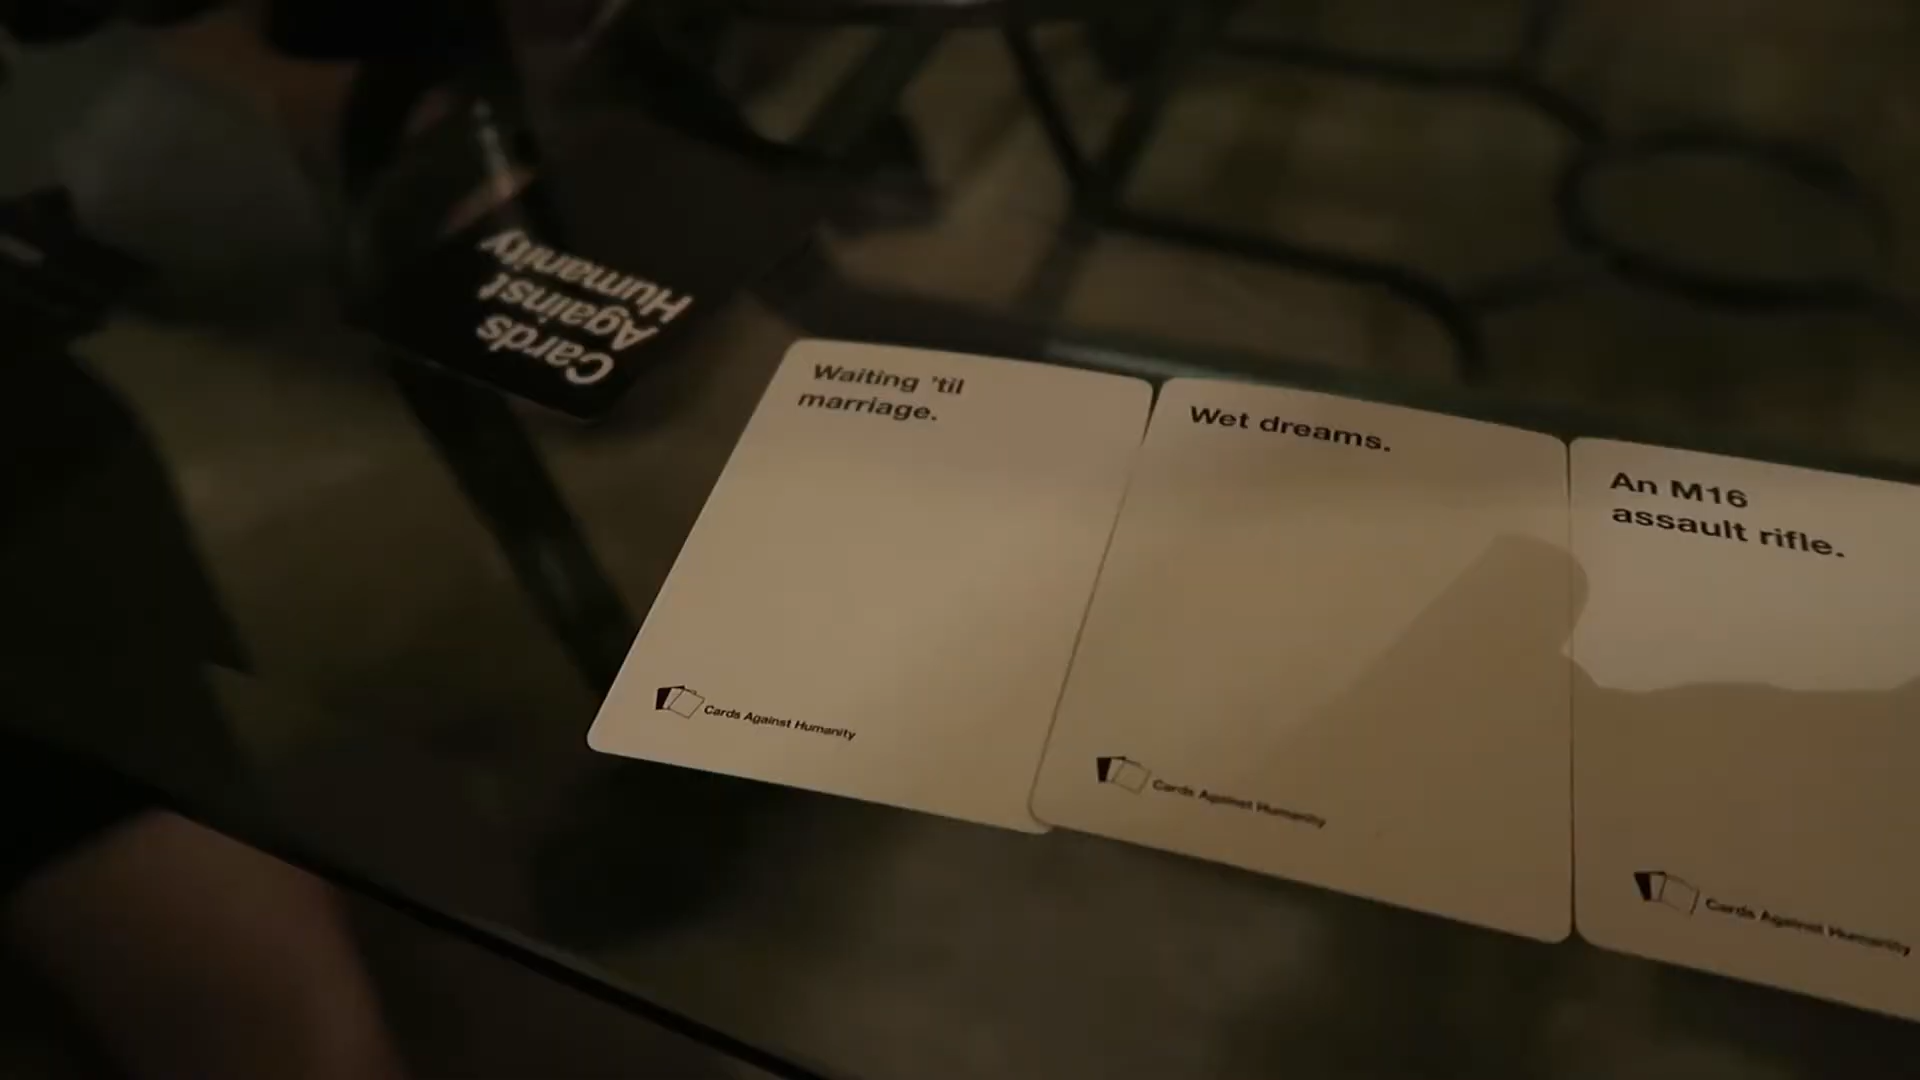 Cards
Against
Humanity
Waiting 'til
marriage.
Cards Against Humanity
Wet dreams.
Cards Against Humanity
An M16
assault rifle.
Cards Against Humanity